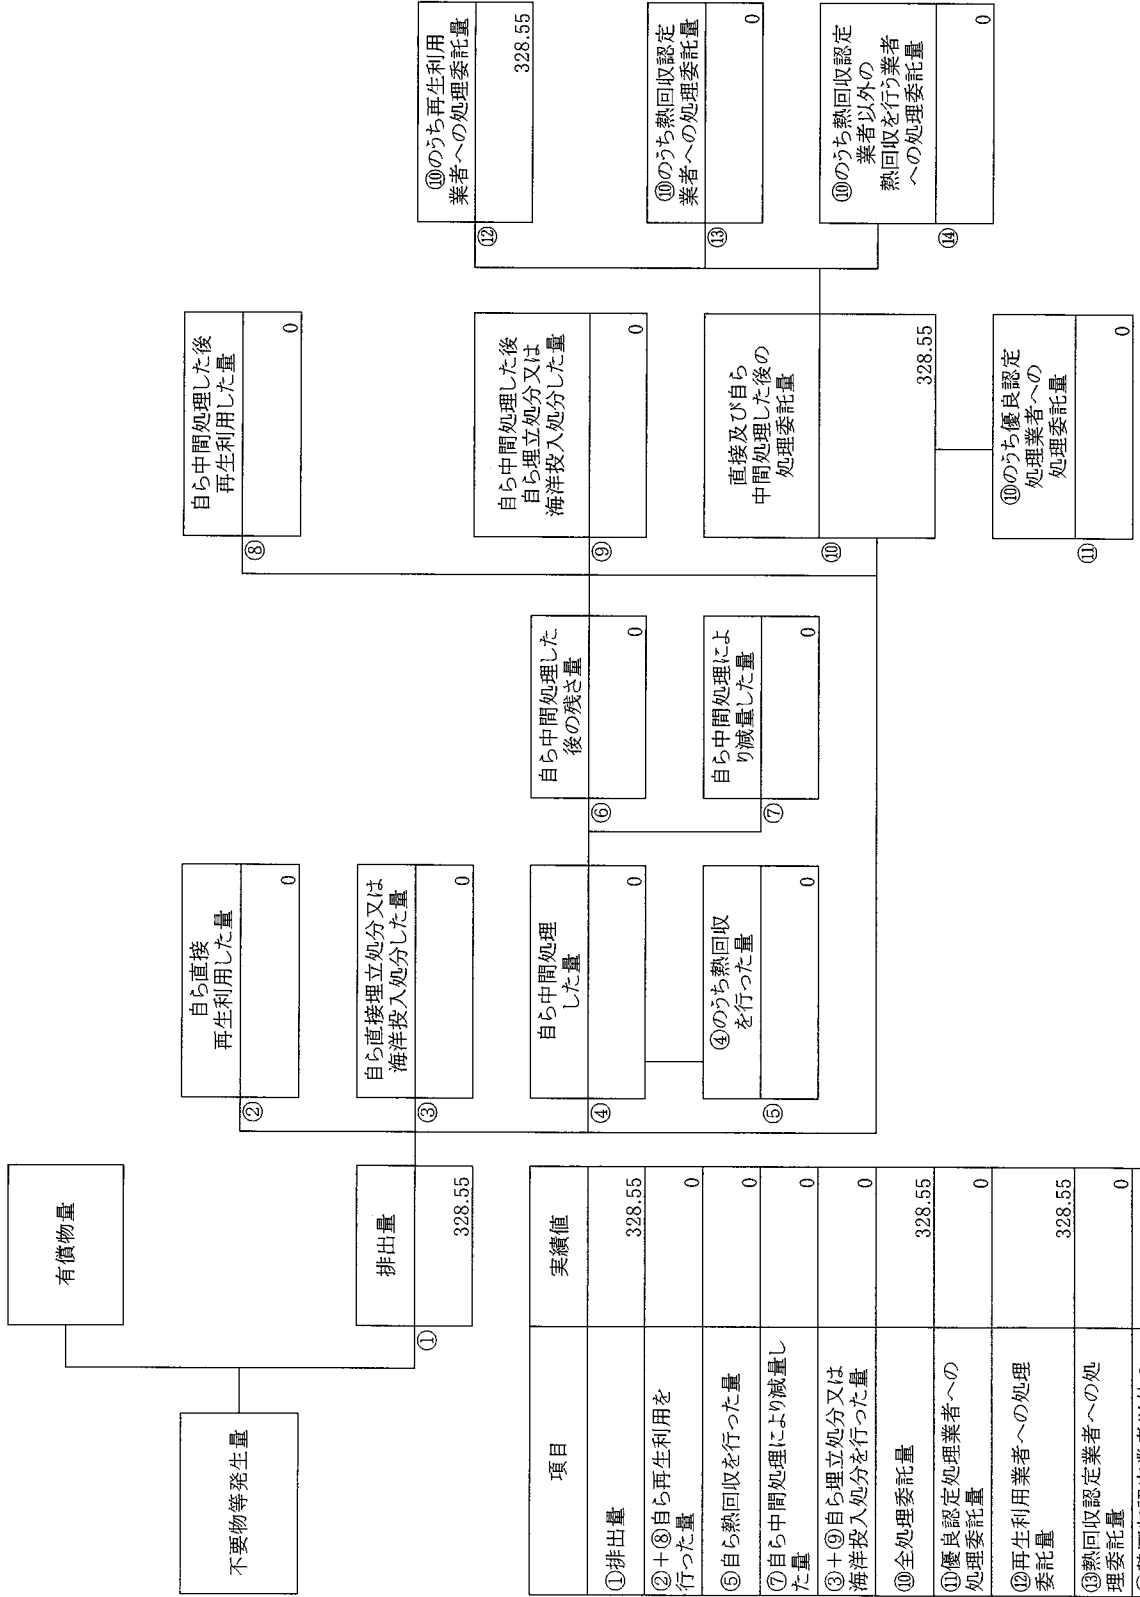 不要物等発生量
有償物量
排出量
①
328.55
自ら直接
再生利用した量
②
0
自ら直接埋立処分又は
海洋投入処分した量
③
0
自ら中間処理
した量
④
0
④のうち熱回収
を行った量
⑤
0
自ら中間処理した
後の残さ量
⑥
0
自ら中間処理によ
り減量した量
⑦
0
自ら中間処理した後
再生利用した量
⑧
0
自ら中間処理した後
自ら埋立処分又は
海洋投入処分した量
⑨
0
直接及び自ら
中間処理した後の
処理委託量
⑩
328.55
⑩のうち優良認定
処理業者への
処理委託量
⑪
0
⑩のうち再生利用
業者への処理委託量
⑫
328.55
⑩のうち熱回収認定
業者への処理委託量
⑬
0
⑩のうち熱回収認定
業者以外の
熱回収を行う業者
への処理委託量
⑭
0
項目 実績値
①排出量 328.55
②+⑧自ら再生利用を
行った量 0
⑤自ら熱回収を行った量 0
⑦自ら中間処理により減量し
た量 0
③+⑨自ら埋立処分又は
海洋投入処分を行った量 0
⑩全処理委託量 328.55
⑪優良認定処理業者への
処理委託量 0
⑫再生利用業者への処理
委託量 328.55
⑬熱回収認定業者への処
理委託量 0